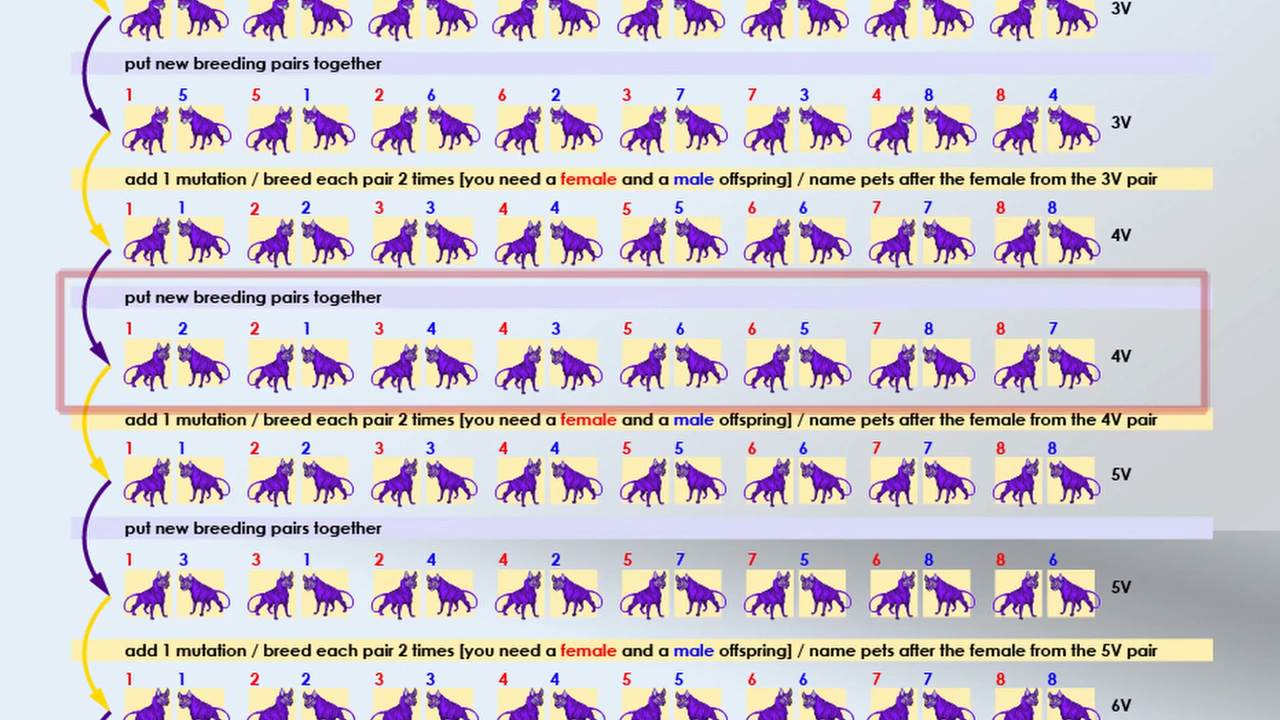 3V
put new breeding pairs together
1 5 5 1 2 6 6 2 3 7 7 3 4 8 8 4
3V
add 1 mutation / breed each pair 2 times [you need a female and a male offspring] / name pets after the female from the 3V pair
1 1 2 2 3 3 4 4 5 5 6 6 7 7 8 8
4V
put new breeding pairs together
1 2 2 1 3 4 4 3 5 6 6 5 7 8 8 7
4V
add 1 mutation / breed each pair 2 times [you need a female and a male offspring] / name pets after the female from the 4V pair
1 1 2 2 3 3 4 4 5 5 6 6 7 7 8 8
5V
put new breeding pairs together
1 3 3 1 2 4 4 2 5 7 7 5 6 8 8 6
5V
add 1 mutation / breed each pair 2 times [you need a female and a male offspring] / name pets after the female from the 5V pair
1 1 2 2 3 3 4 4 5 5 6 6 7 7 8 8
6V